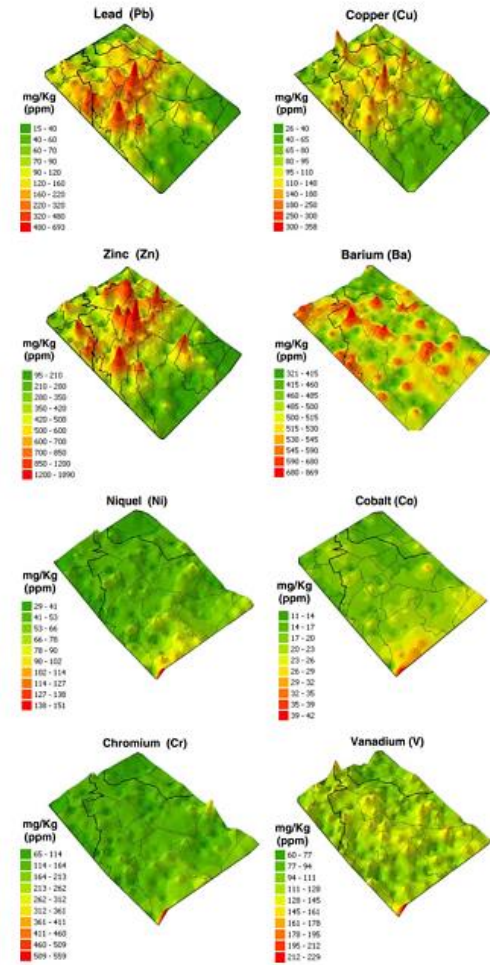 Lead (Pb)
mg/Kg
(ppm)
15 - 40
40 - 60
60 - 70
70 - 90
90 - 120
120 - 160
160 - 220
220 - 320
320 - 480
480 - 693
Copper (Cu)
mg/Kg
(ppm)
26 - 40
40 - 65
65 - 80
80 - 95
95 - 110
110 - 140
140 - 180
180 - 250
250 - 300
300 - 358
Zinc (Zn)
mg/Kg
(ppm)
95 - 210
210 - 280
280 - 350
350 - 420
420 - 500
500 - 600
600 - 700
700 - 850
850 - 1200
1200 - 1890
Barium (Ba)
mg/Kg
(ppm)
321 - 415
415 - 460
460 - 485
485 - 500
500 - 515
515 - 530
530 - 545
545 - 590
590 - 680
680 - 869
Niquel (Ni)
mg/Kg
(ppm)
29 - 41
41 - 53
53 - 66
66 - 78
78 - 90
90 - 102
102 - 114
114 - 127
127 - 138
138 - 151
Cobalt (Co)
mg/Kg
(ppm)
11 - 14
14 - 17
17 - 20
20 - 23
23 - 26
26 - 29
29 - 32
32 - 35
35 - 39
39 - 42
Chromium (Cr)
mg/Kg
(ppm)
65 - 114
114 - 164
164 - 213
213 - 262
262 - 312
312 - 361
361 - 411
411 - 460
460 - 509
509 - 559
Vanadium (V)
mg/Kg
(ppm)
60 - 77
77 - 94
94 - 111
111 - 128
128 - 145
145 - 161
161 - 178
178 - 195
195 - 212
212 - 229